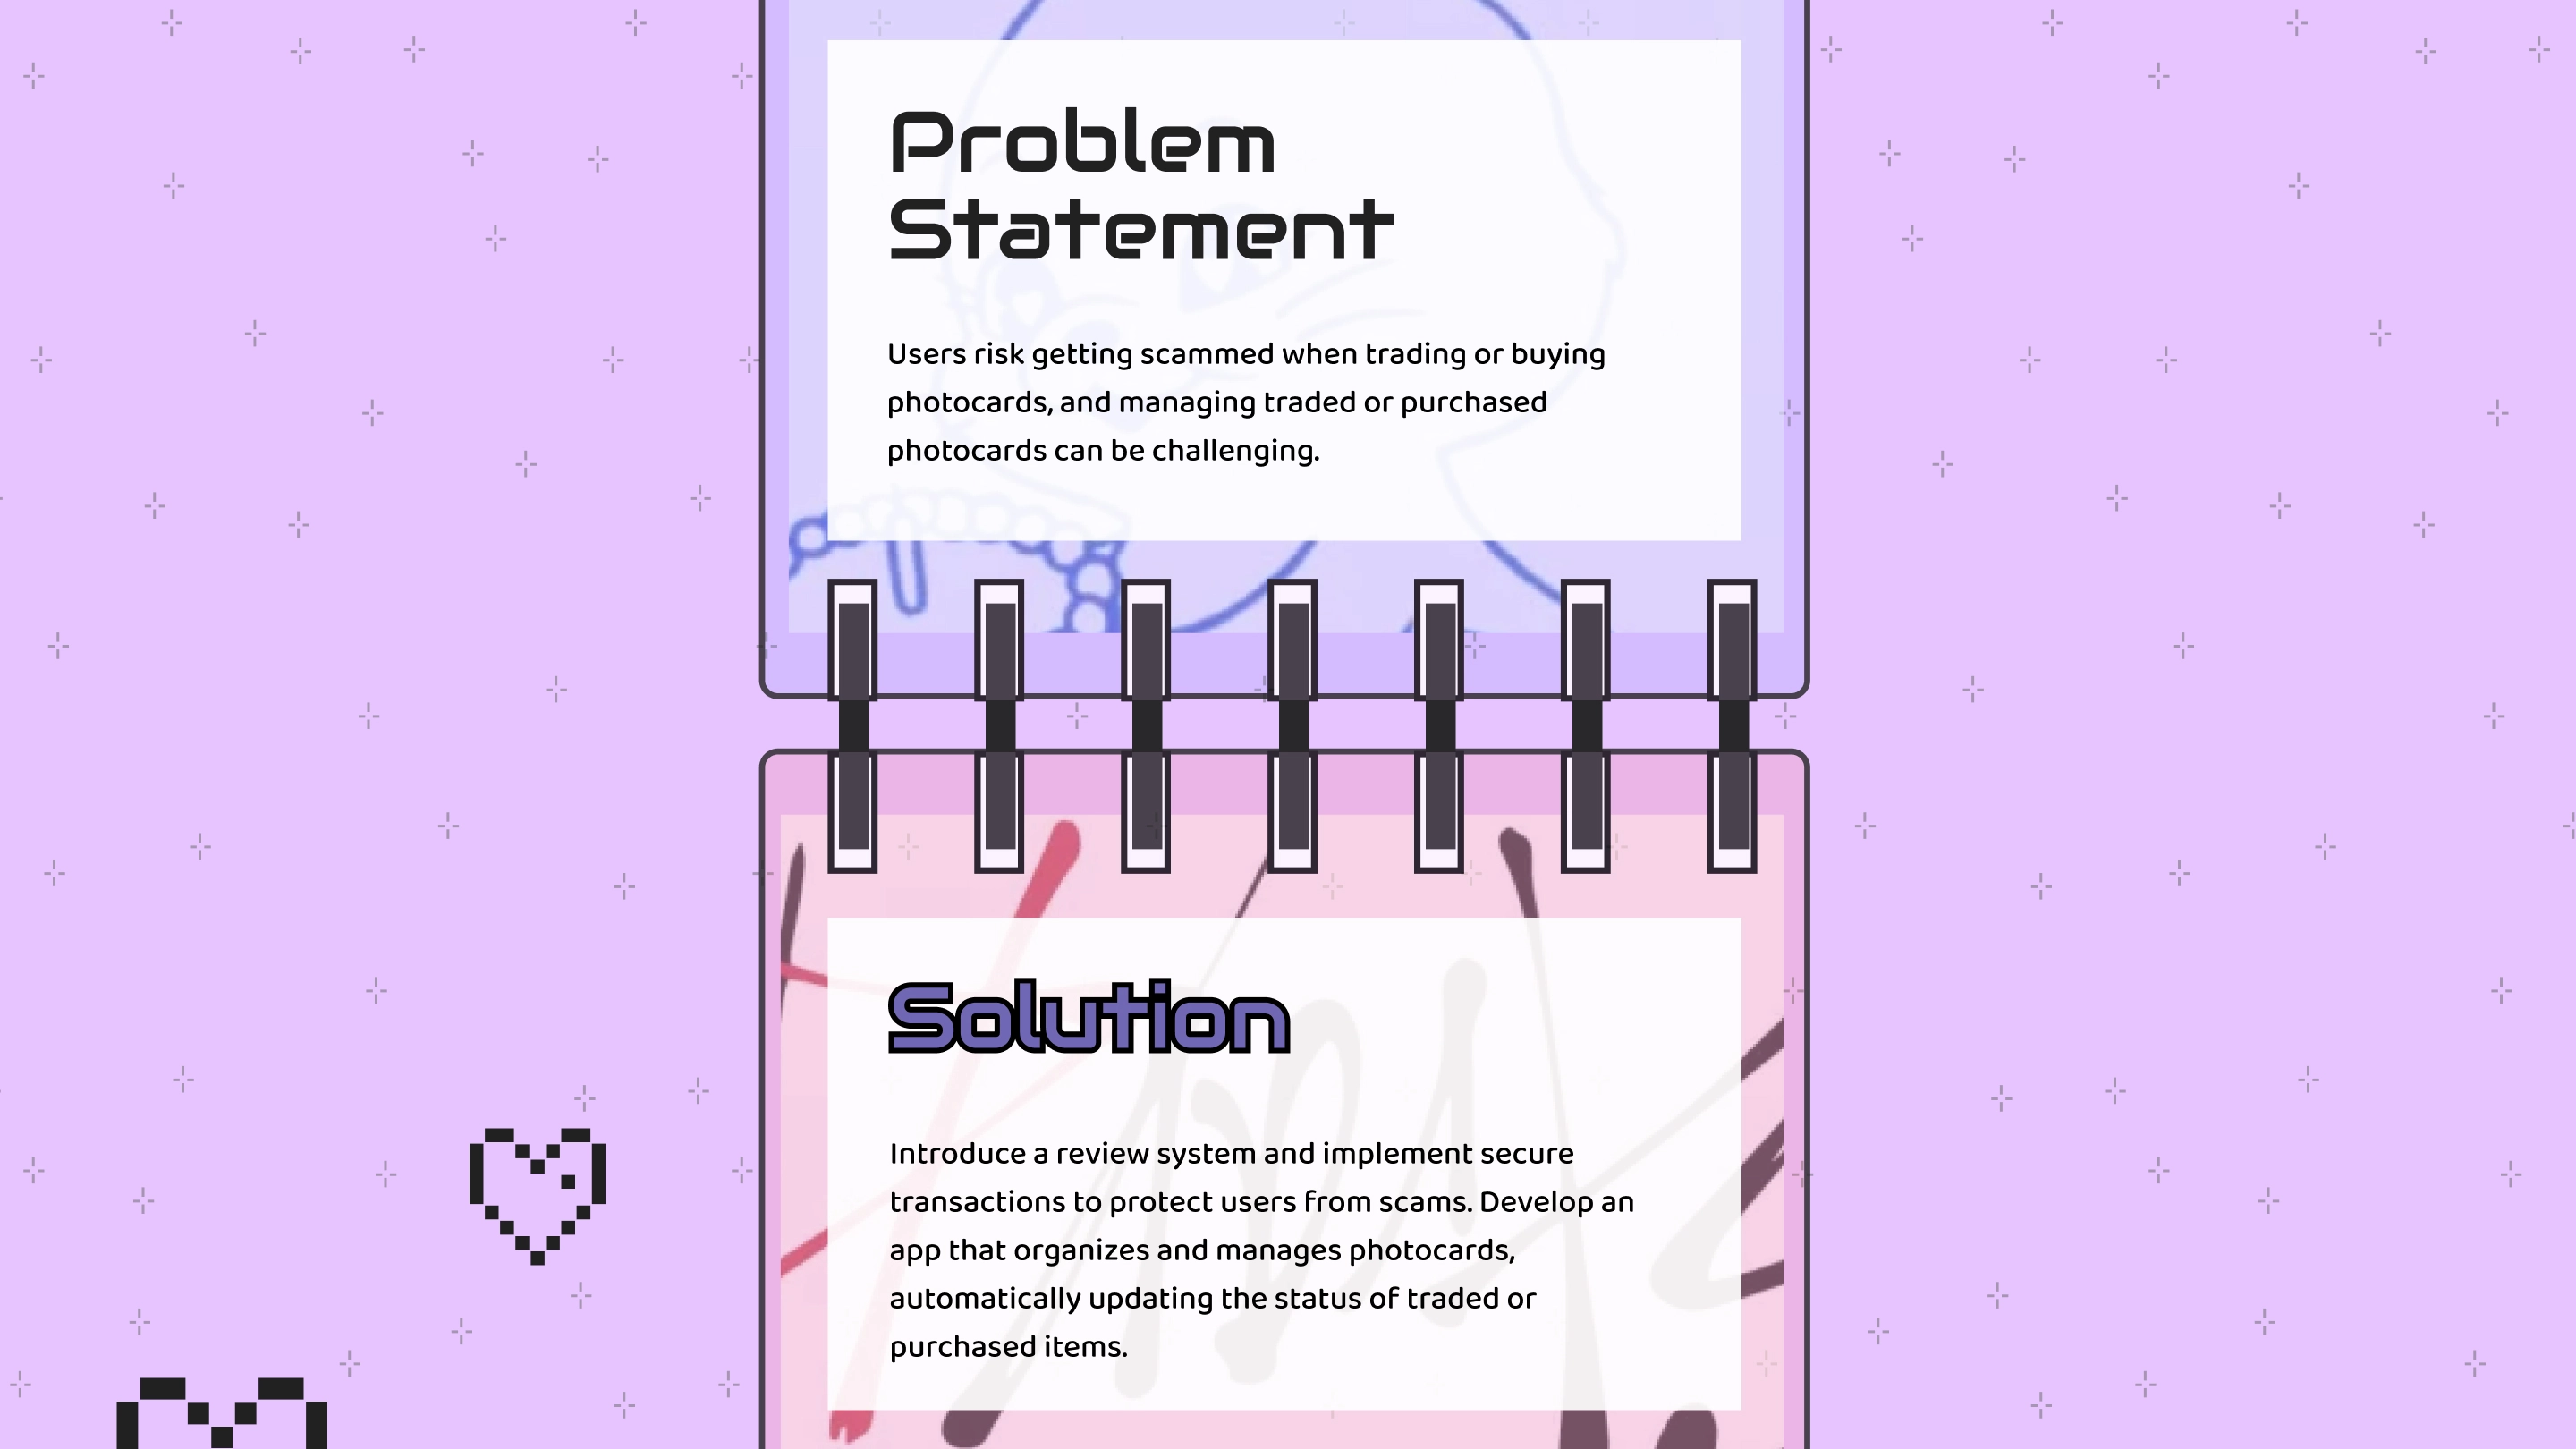 Problem
Statement
Users risk getting scammed when trading or buying
photocards, and managing traded or purchased
photocards can be challenging.
Solution
Introduce a review system and implement secure
transactions to protect users from scams. Develop an
app that organizes and manages photocards,
automatically updating the status of traded or
purchased items.